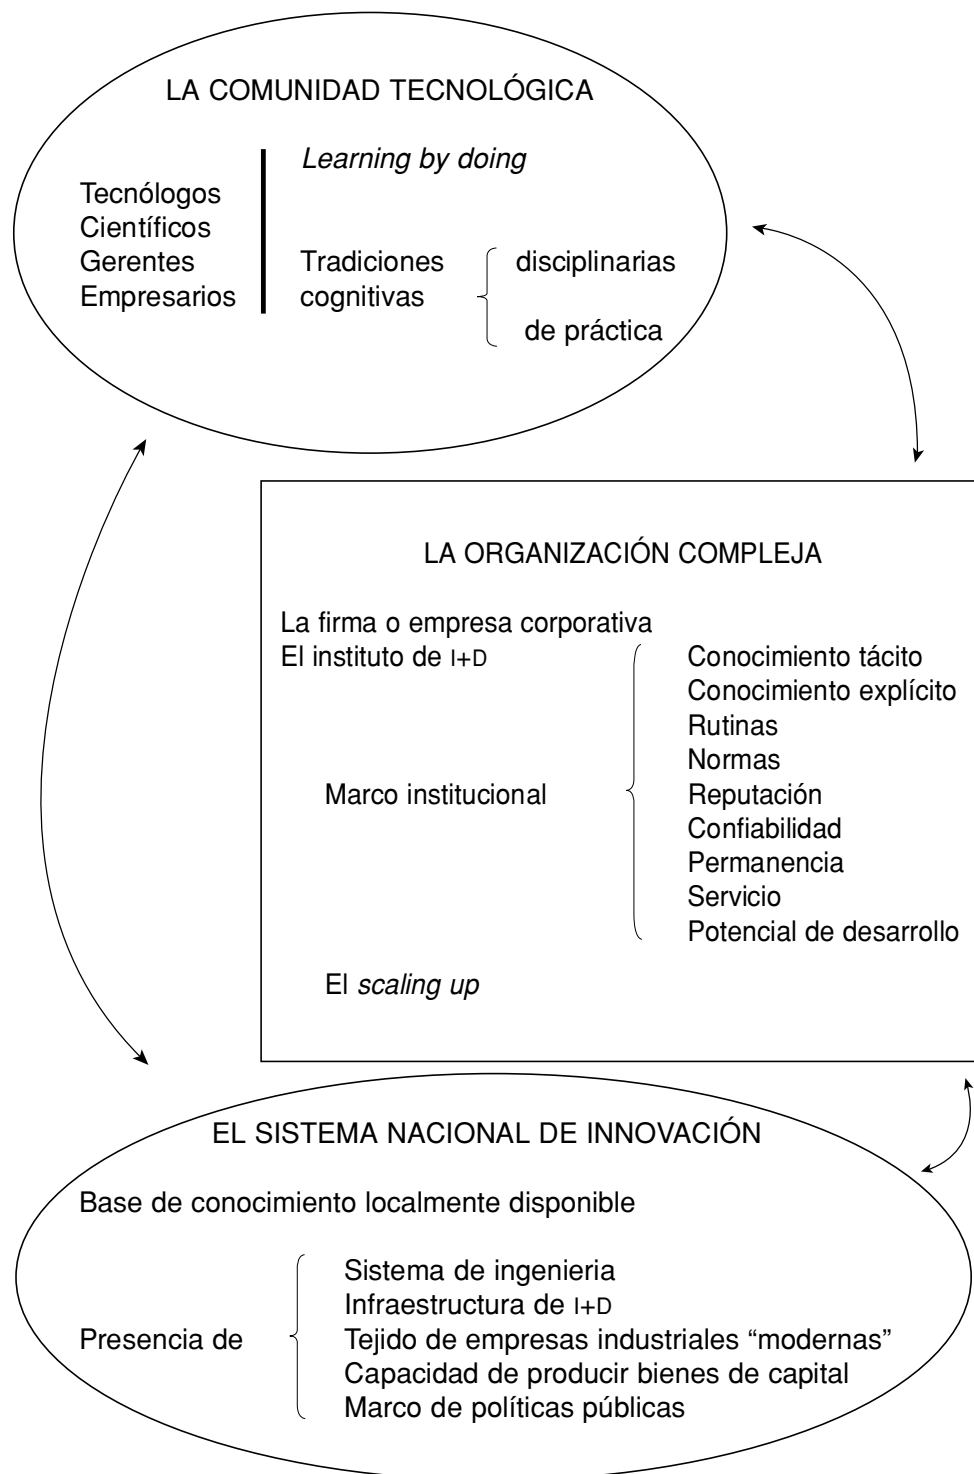 LA COMUNIDAD TECNOLÓGICA
Learning by doing
Tecnólogos
Científicos
Gerentes
Empresarios
Tradiciones
cognitivas
disciplinarias
de práctica
LA ORGANIZACIÓN COMPLEJA
La firma o empresa corporativa
El instituto de I+D
Marco institucional
Conocimiento tácito
Conocimiento explícito
Rutinas
Normas
Reputación
Confiabilidad
Permanencia
Servicio
Potencial de desarrollo
El scaling up
EL SISTEMA NACIONAL DE INNOVACIÓN
Base de conocimiento localmente disponible
Presencia de
Sistema de ingenieria
Infraestructura de I+D
Tejido de empresas industriales “modernas”
Capacidad de producir bienes de capital
Marco de políticas públicas